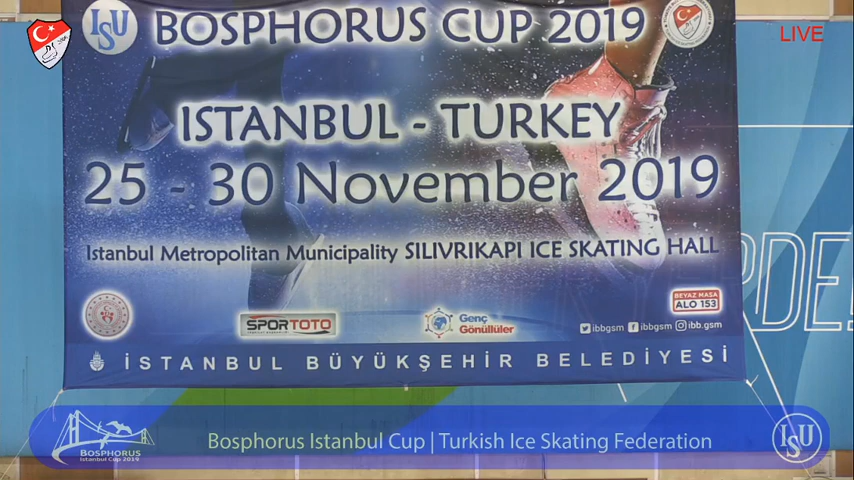 LIVE
ISU BOSPHORUS CUP 2019
ISTANBUL - TURKEY
25 - 30 November 2019
Istanbul Metropolitan Municipality SILIVRIKAPI ICE SKATING HALL
BEYAZ MASA
ALO 153
SPORTOTO
Genç
Gönüllüler
ibbgsm ibbgsm ibb.gsm
İSTANBUL BÜYÜKŞEHİR BELEDİYESİ
RDE
BOSPHORUS
Istanbul Cup 2019
Bosphorus Istanbul Cup | Turkish Ice Skating Federation
ISU